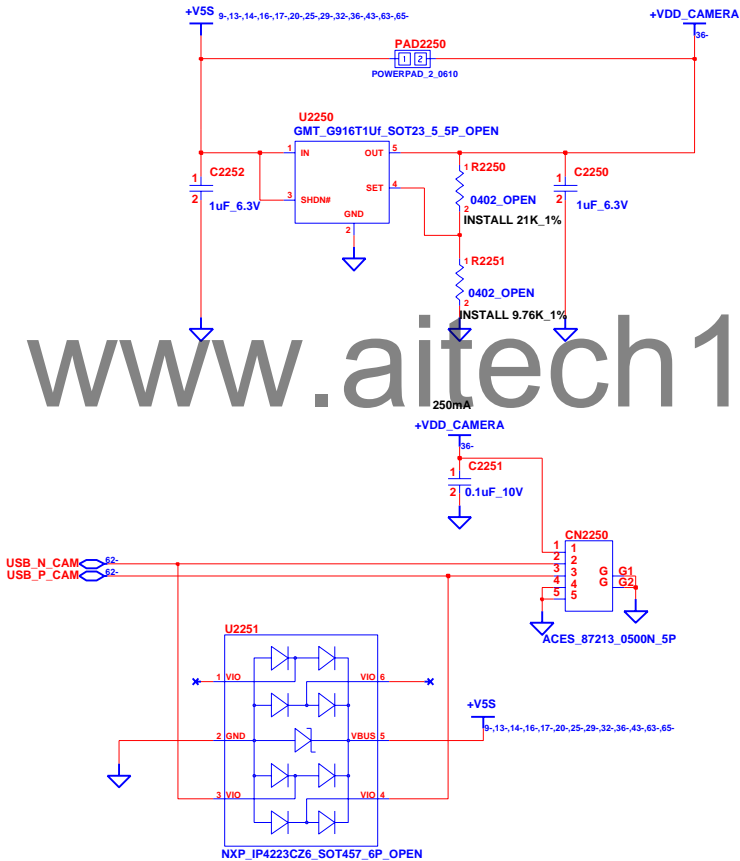 +V5S
9-,13-,14-,16-,17-,20-,25-,29-,32-,36-,43-,63-,65-
+VDD_CAMERA
36-
PAD2250
1 2
POWERPAD_2_0610
U2250
GMT_G916T1Uf_SOT23_5_5P_OPEN
1 IN OUT 5
SET 4
3 SHDN#
GND
2
1 C2252
2
1uF_6.3V
1 R2250
0402_OPEN
2
INSTALL 21K_1%
1 C2250
2
1uF_6.3V
1 R2251
0402_OPEN
2
INSTALL 9.76K_1%
www.aitech1
250mA
+VDD_CAMERA
36-
1 C2251
2 0.1uF_10V
CN2250
1 1
2 2
3 3 G G1
4 4 G G2
5 5
ACES_87213_0500N_5P
USB_N_CAM 62-
USB_P_CAM 62-
U2251
1 VIO VIO 6
2 GND VBUS 5
3 VIO VIO 4
+V5S
9-,13-,14-,16-,17-,20-,25-,29-,32-,36-,43-,63-,65-
NXP_IP4223CZ6_SOT457_6P_OPEN